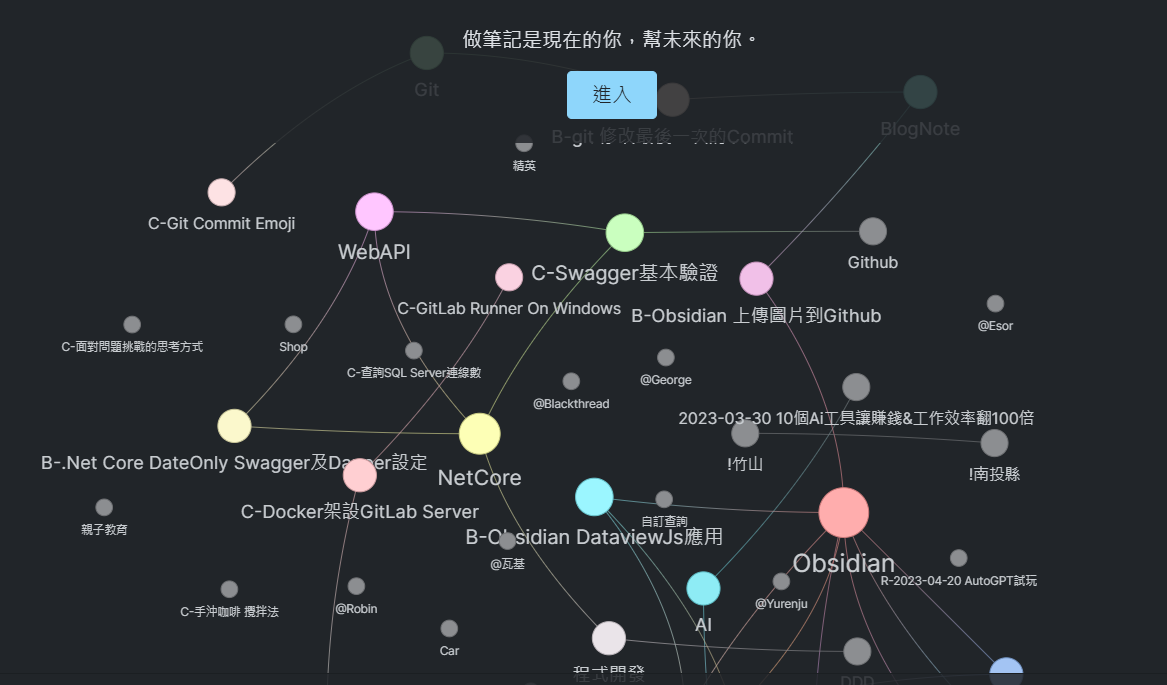 做筆記是現在的你，幫未來的你。
進入
Git
B-git 修改最後一次的Commit
BlogNote
精英
C-Git Commit Emoji
WebAPI
C-Swagger基本驗證
Github
C-GitLab Runner On Windows
B-Obsidian 上傳圖片到Github
@Esor
C-面對問題挑戰的思考方式
Shop
C-查詢SQL Server連線數
@George
@Blackthread
2023-03-30 10個Ai工具讓賺錢&工作效率翻100倍
B-.Net Core DateOnly Swagger及Dapper設定
!竹山
!南投縣
NetCore
C-Docker架設GitLab Server
自訂查詢
親子教育
B-Obsidian DataviewJs應用
@瓦基
Obsidian
R-2023-04-20 AutoGPT試玩
C-手沖咖啡 攪拌法
@Robin
@Yurenju
AI
Car
程式開發
DDD